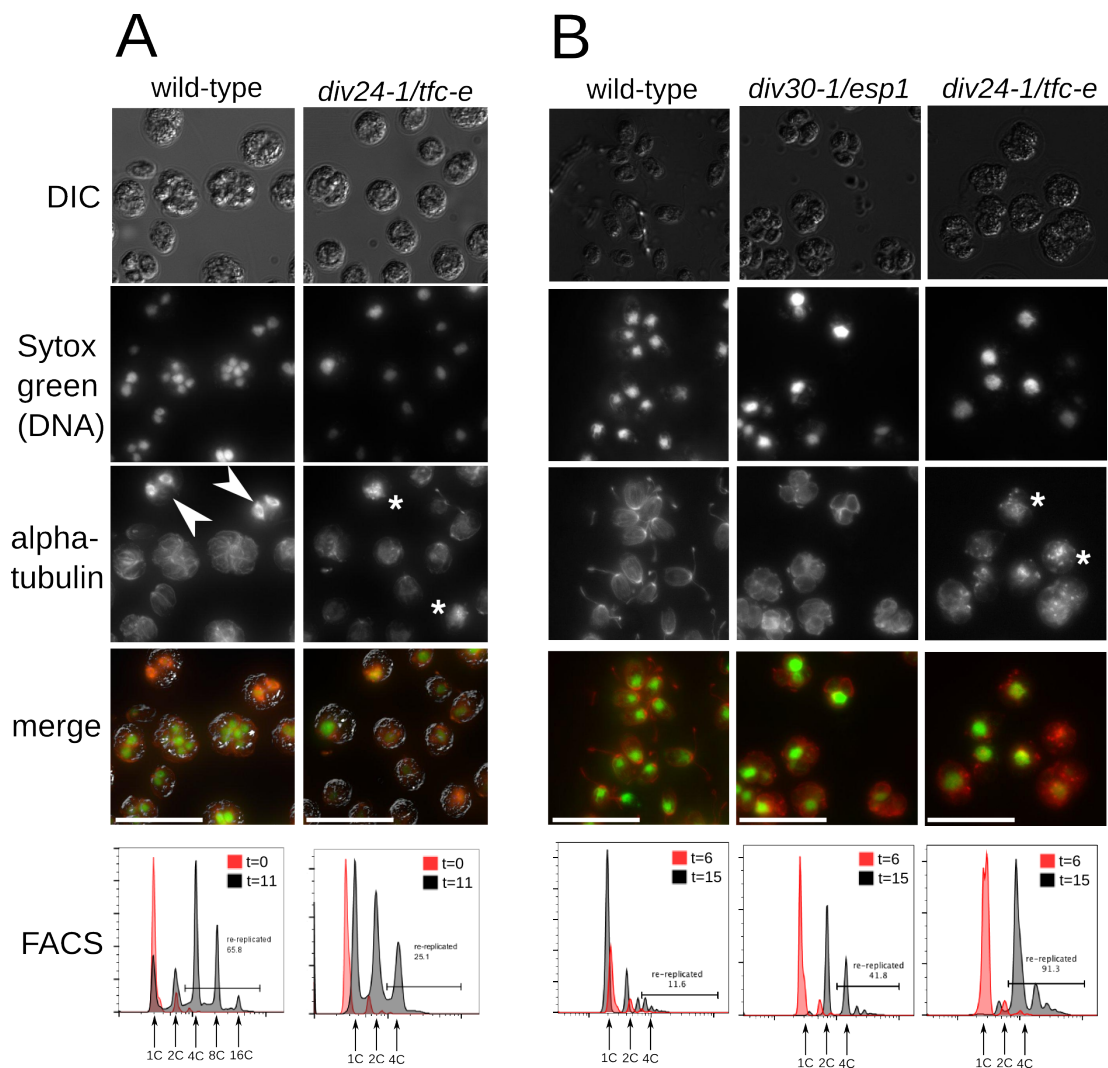 A
B
wild-type
div24-1/tfc-e
wild-type
div30-1/esp1
div24-1/tfc-e
DIC
Sytox
green
(DNA)
alpha-
tubulin
*
*
*
*
merge
FACS
t=0
t=11
re-replicated
65.8
1C 2C 4C 8C 16C
t=0
t=11
re-replicated
25.1
1C 2C 4C
t=6
t=15
re-replicated
11.6
1C 2C 4C
t=6
t=15
re-replicated
41.8
1C 2C 4C
t=6
t=15
re-replicated
91.3
1C 2C 4C